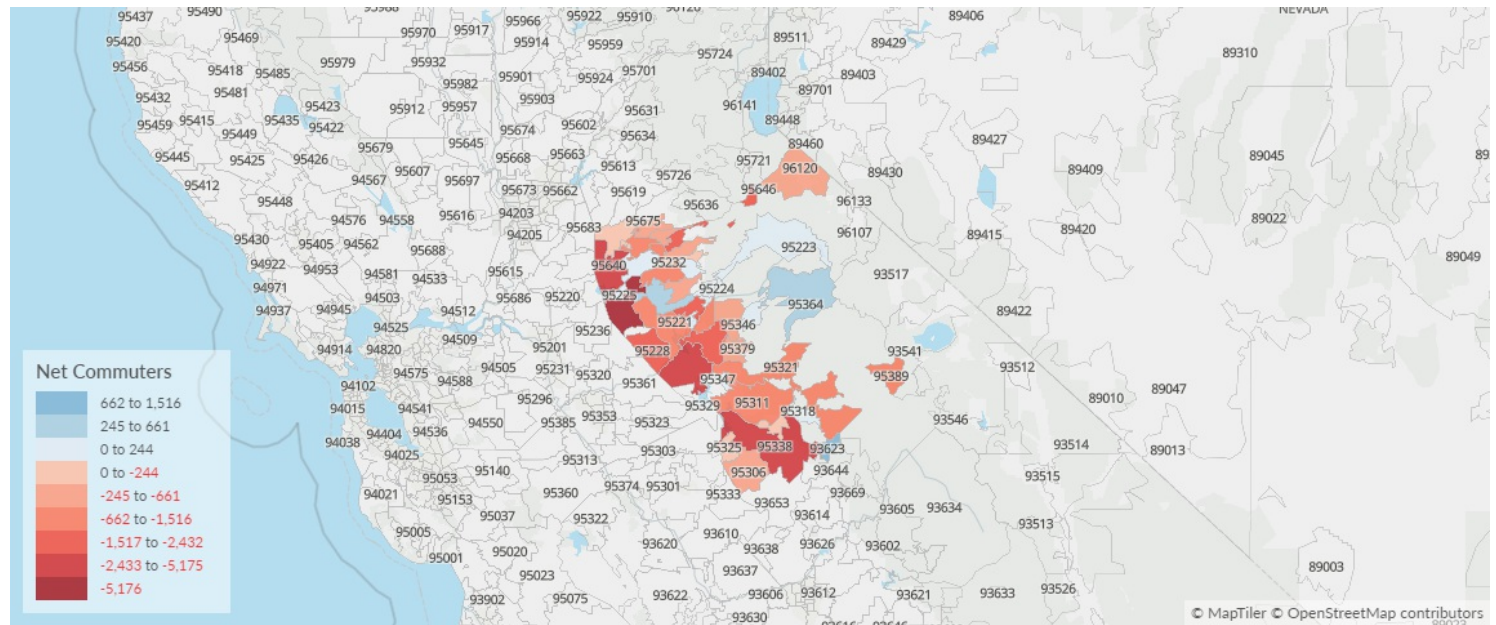 95437 95490 95922 95910 89406 NEVADA
95420 95469 95970 95917 95966 95914 95959 95724 89511 89429 89310
95456 95418 95485 95979 95932 95901 95924 95701 89402 89403
95432 95481 95423 95912 95982 95957 95903 95631 96141 89701
95459 95415 95449 95435 95422 95679 95645 95674 95602 95634 89448 89427
95445 95425 95426 94567 95607 95668 95663 95613 95721 89460 96120 89430 89409 89045
95412 95448 95697 95673 95662 95619 95726 95646 96133
94576 94558 95616 94203 95636 96107 89022
95430 95405 94562 95688 94205 95683 95675 95223 89415 89420
94922 94953 94581 94533 95615 95640 95232 93517 89049
94971 94503 95686 95220 95225 95224 95364
94937 94945 94525 94512 95236 95221 95346 89422
94914 94820 94509 95201 95228 95379 93541
94102 94575 94588 94505 95231 95320 95361 95347 95321 95389 93512 89010 89047
94015 94541 95296 95329 95311 95318
94038 94404 94536 94550 95385 95353 95323 93546
94025 95140 95313 95303 95325 95338 93623 93514 89013
94021 95053 95153 95360 95374 95301 95306 93644 93515
95005 95037 95322 95333 93653 93614 93669 93605 93634 93513
95001 95020 93620 93610 93638 93626 93602
95023 93637 89003
93902 95075 93622 93606 93612 93621 93633 93526
93630
Net Commuters
662 to 1,516
245 to 661
0 to 244
0 to -244
-245 to -661
-662 to -1,516
-1,517 to -2,432
-2,433 to -5,175
-5,176
© MapTiler © OpenStreetMap contributors